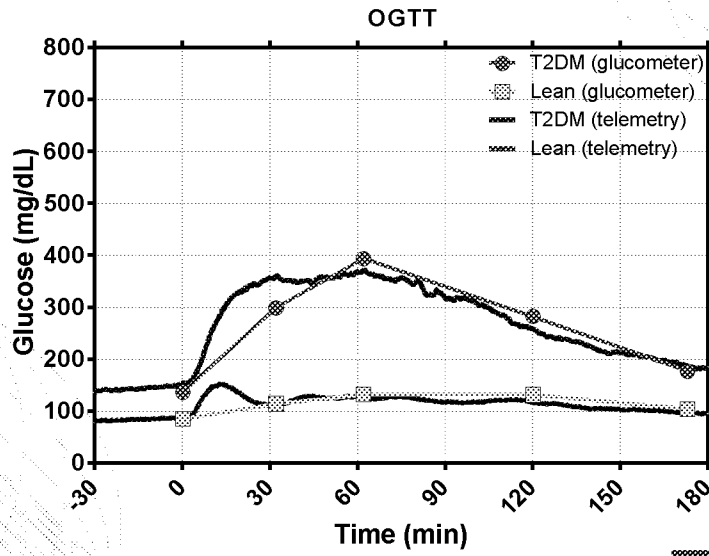 OGTT
T2DM (glucometer)
Lean (glucometer)
T2DM (telemetry)
Lean (telemetry)
Glucose (mg/dL)
800
700
600
500
400
300
200
100
0
-30
0
30
60
90
120
150
180
Time (min)